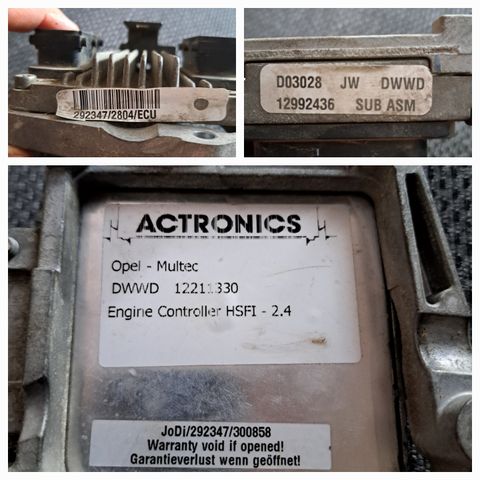 292347/2804/ECU
D03028 JW DWWD
12992436 SUB ASM
ACTRONICS
Opel - Multec
DWWD 12211330
Engine Controller HSFI - 2.4
JoDi/292347/300858
Warranty void if opened!
Garantieverlust wenn geöffnet!